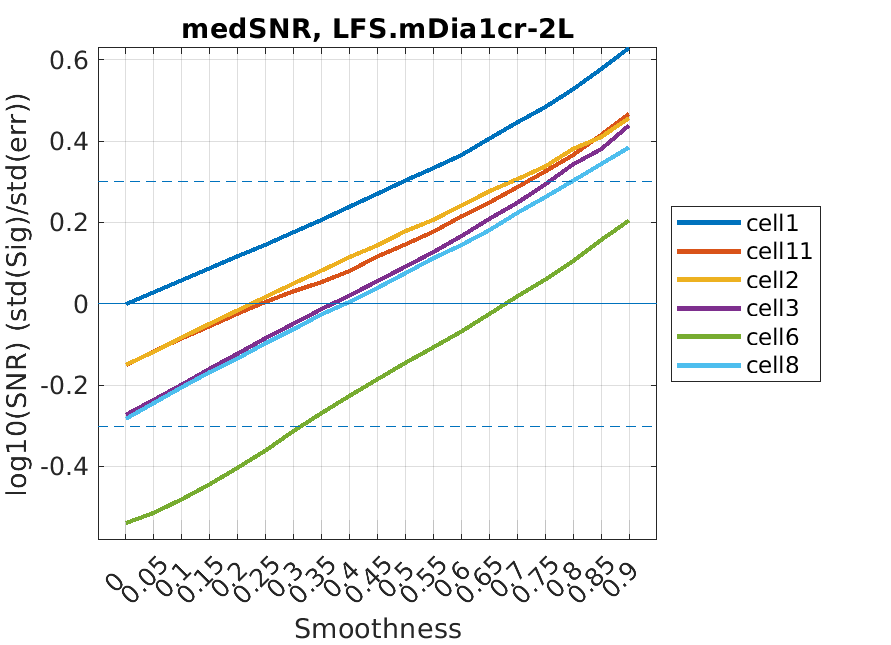 medSNR, LFS.mDia1cr-2L
log10(SNR) (std(Sig)/std(err))
0.6
0.4
0.2
0
-0.2
-0.4
0
0.05
0.1
0.15
0.2
0.25
0.3
0.35
0.4
0.45
0.5
0.55
0.6
0.65
0.7
0.75
0.8
0.85
0.9
Smoothness
cell1
cell11
cell2
cell3
cell6
cell8